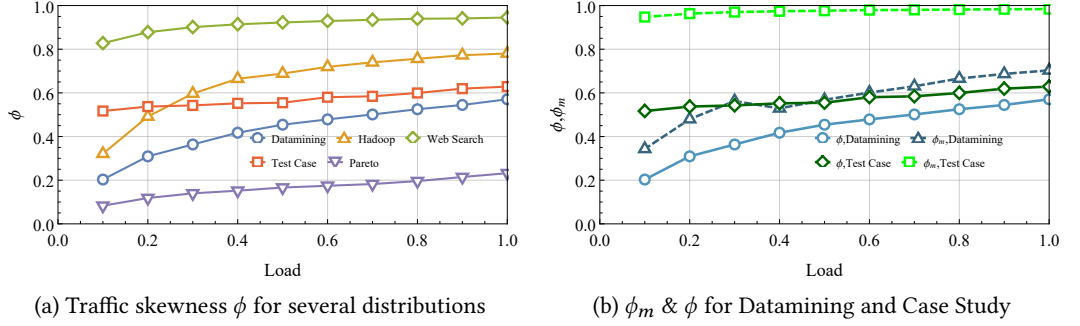 1.0
0.8
0.6
0.4
0.2
0.0
ϕ
0.0 0.2 0.4 0.6 0.8 1.0
Load
Datamining Hadoop Web Search
Test Case Pareto
(a) Traffic skewness ϕ for several distributions
1.0
0.8
0.6
0.4
0.2
0.0
ϕ,ϕm
0.0 0.2 0.4 0.6 0.8 1.0
Load
ϕ,Datamining ϕm,Datamining
ϕ,Test Case ϕm,Test Case
(b) ϕm & ϕ for Datamining and Case Study